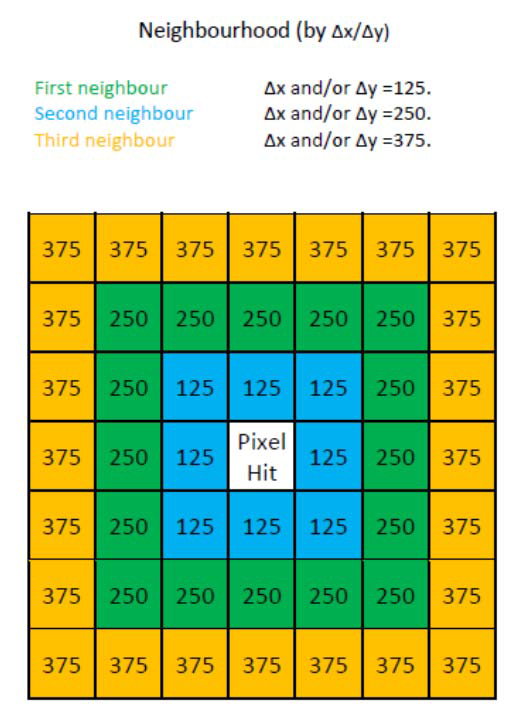 Neighbourhood (by Δx/Δy)
First neighbour Δx and/or Δy =125.
Second neighbour Δx and/or Δy =250.
Third neighbour Δx and/or Δy =375.
375 375 375 375 375 375 375
375 250 250 250 250 250 375
375 250 125 125 125 250 375
375 250 125 Pixel Hit 125 250 375
375 250 125 125 125 250 375
375 250 250 250 250 250 375
375 375 375 375 375 375 375